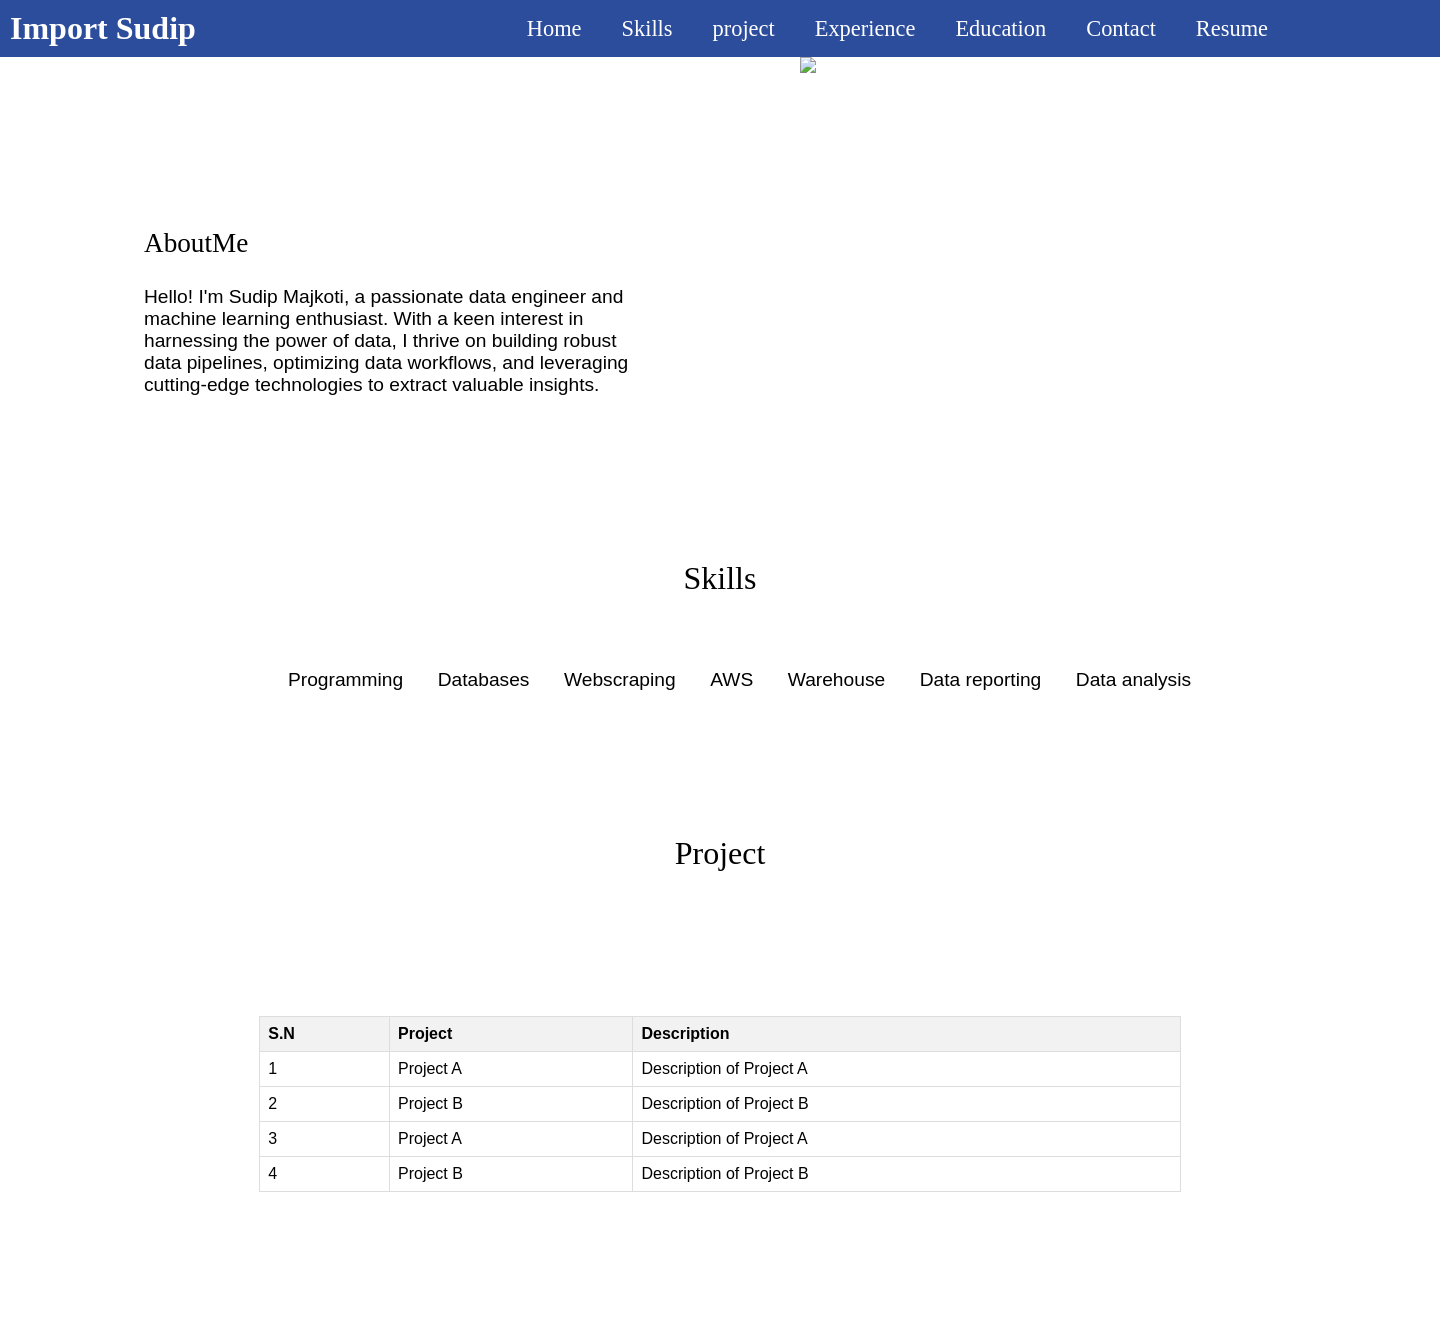 Import Sudip Home Skills project Experience Education Contact Resume
AboutMe
Hello! I'm Sudip Majkoti, a passionate data engineer and
machine learning enthusiast. With a keen interest in
harnessing the power of data, I thrive on building robust
data pipelines, optimizing data workflows, and leveraging
cutting-edge technologies to extract valuable insights.
Skills
Programming Databases Webscraping AWS Warehouse Data reporting Data analysis
Project
S.N Project Description
1 Project A Description of Project A
2 Project B Description of Project B
3 Project A Description of Project A
4 Project B Description of Project B